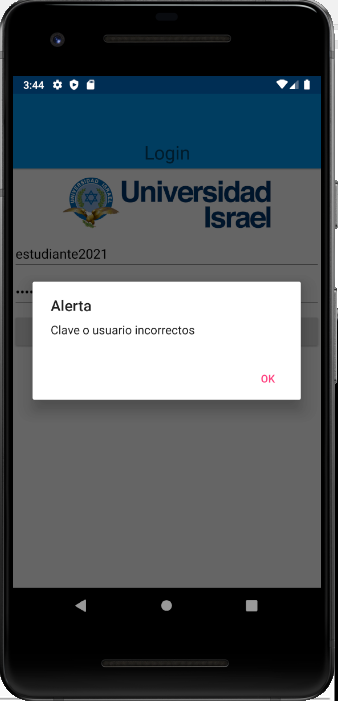 3:44
Login
Universidad
Israel
estudiante2021
Alerta
Clave o usuario incorrectos
OK